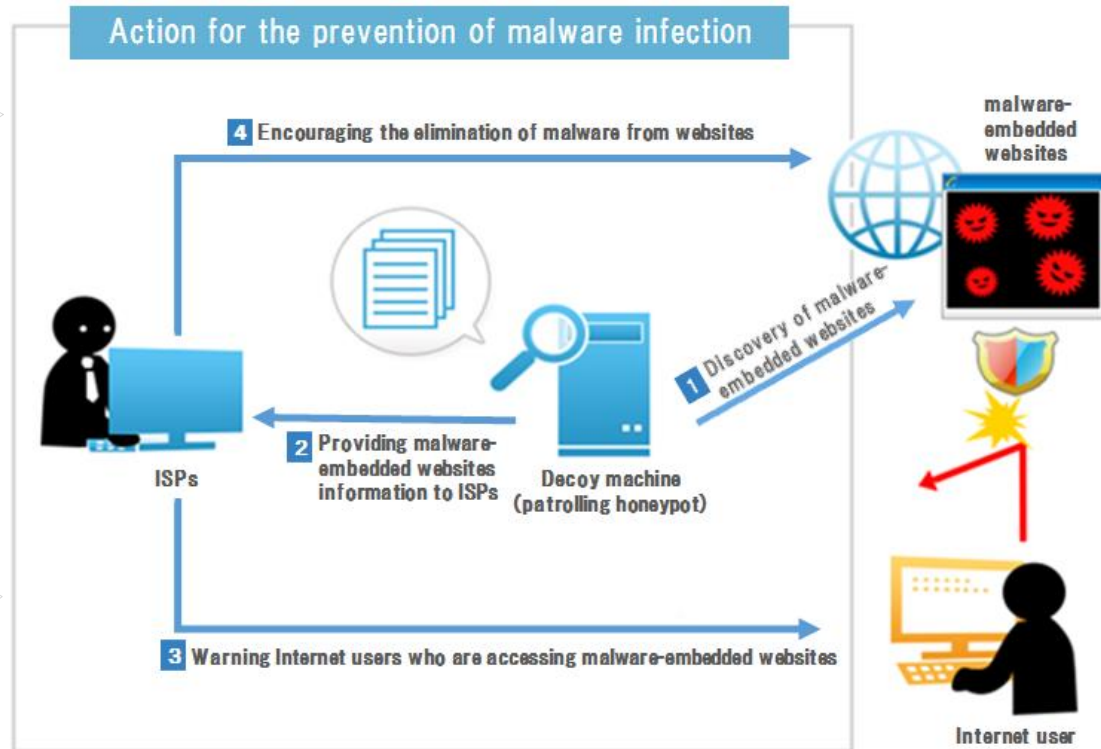 Action for the prevention of malware infection
4 Encouraging the elimination of malware from websites
malware-
embedded
websites
1 Discovery of malware-
embedded websites
2 Providing malware-
embedded websites
information to ISPs
ISPs
Decoy machine
(patrolling honeypot)
3 Warning Internet users who are accessing malware-embedded websites
Internet user